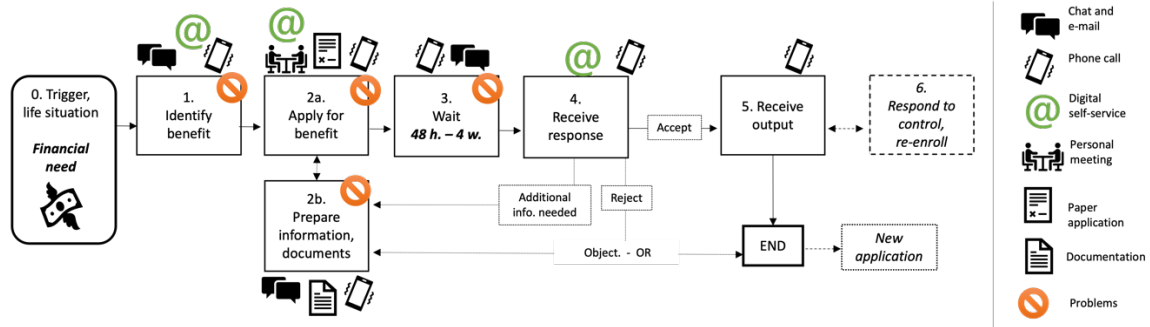 0. Trigger,
life situation
Financial
need
1.
Identify
benefit
2a.
Apply for
benefit
3.
Wait
48 h. – 4 w.
4.
Receive
response
Accept
5. Receive
output
6.
Respond to
control,
re-enroll
2b.
Prepare
information,
documents
Additional
info. needed
Reject
Object. - OR
END
New
application
Chat and
e-mail
Phone call
@ Digital
self-service
Personal
meeting
Paper
application
Documentation
Problems